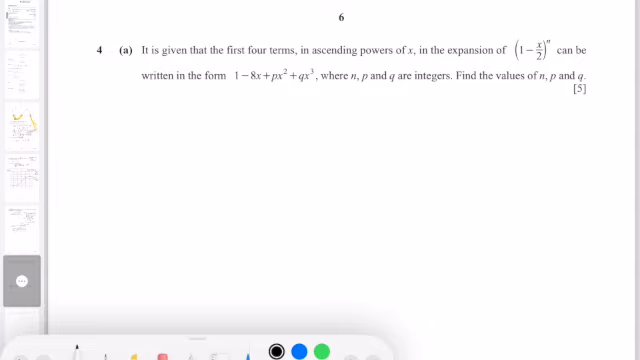 6
4 (a) It is given that the first four terms, in ascending powers of x, in the expansion of (1 − x/2)^n can be
written in the form 1 − 8x + px² + qx³, where n, p and q are integers. Find the values of n, p and q.
[5]